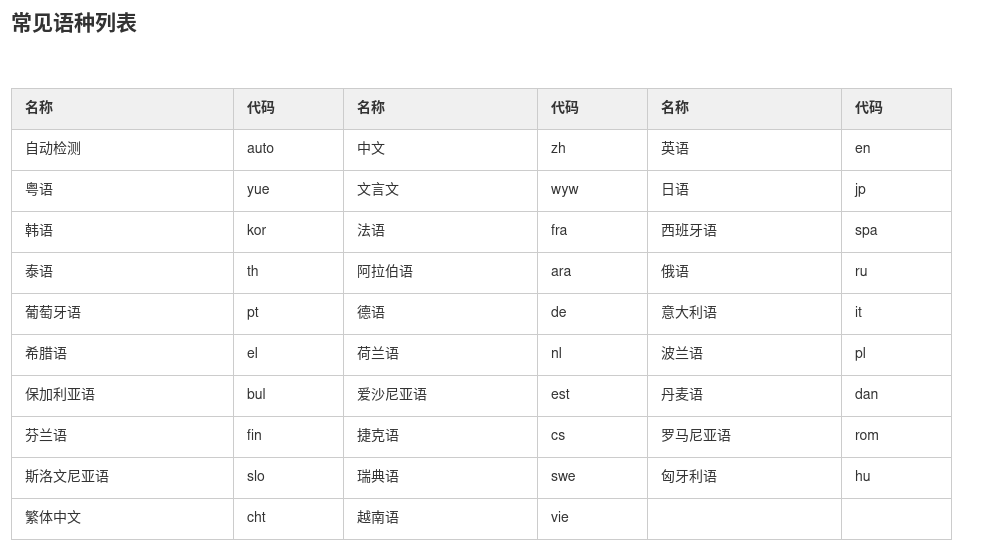 常见语种列表
名称 代码 名称 代码 名称 代码
自动检测 auto 中文 zh 英语 en
粤语 yue 文言文 wyw 日语 jp
韩语 kor 法语 fra 西班牙语 spa
泰语 th 阿拉伯语 ara 俄语 ru
葡萄牙语 pt 德语 de 意大利语 it
希腊语 el 荷兰语 nl 波兰语 pl
保加利亚语 bul 爱沙尼亚语 est 丹麦语 dan
芬兰语 fin 捷克语 cs 罗马尼亚语 rom
斯洛文尼亚语 slo 瑞典语 swe 匈牙利语 hu
繁体中文 cht 越南语 vie